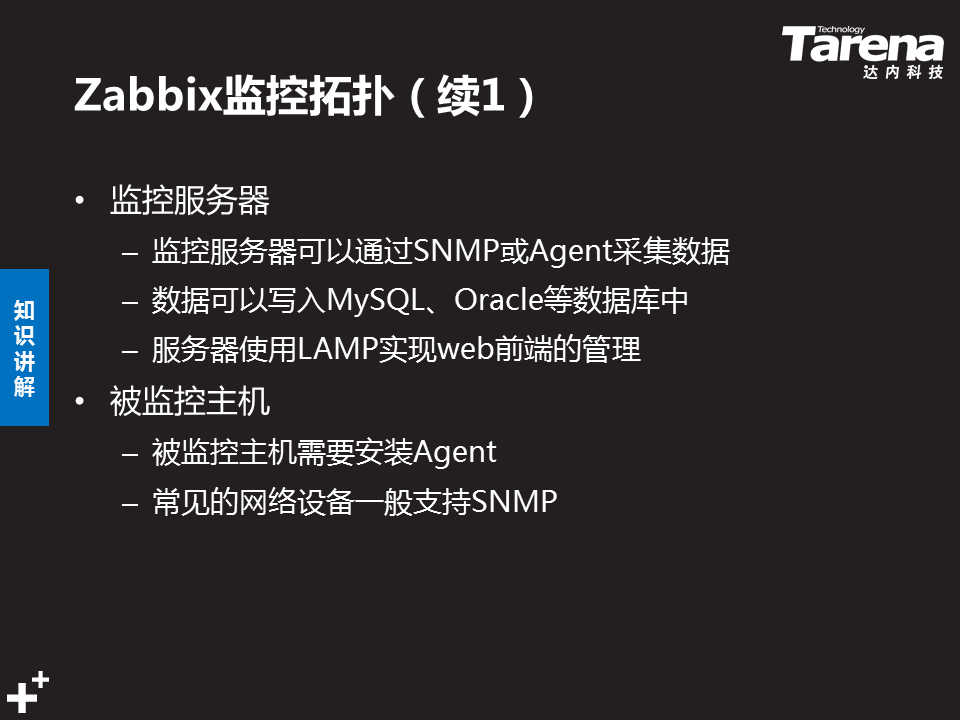 Technology
Tarena
达内科技
Zabbix监控拓扑（续1）
• 监控服务器
– 监控服务器可以通过SNMP或Agent采集数据
– 数据可以写入MySQL、Oracle等数据库中
– 服务器使用LAMP实现web前端的管理
• 被监控主机
– 被监控主机需要安装Agent
– 常见的网络设备一般支持SNMP
知
识
讲
解